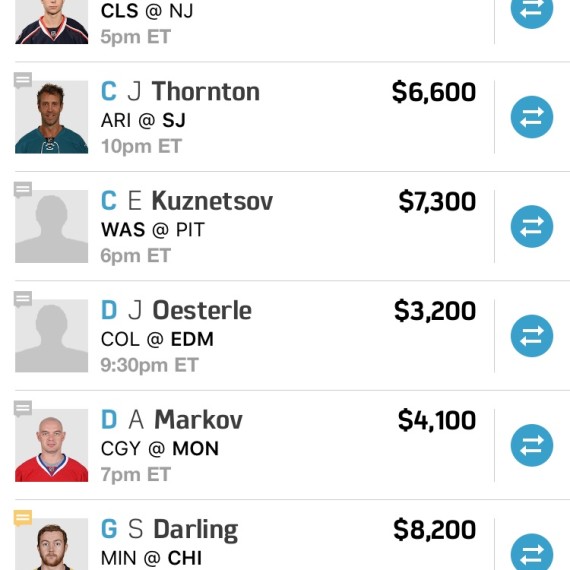 CLS @ NJ
5pm ET
C J Thornton $6,600
ARI @ SJ
10pm ET
C E Kuznetsov $7,300
WAS @ PIT
6pm ET
D J Oesterle $3,200
COL @ EDM
9:30pm ET
D A Markov $4,100
CGY @ MON
7pm ET
G S Darling $8,200
MIN @ CHI